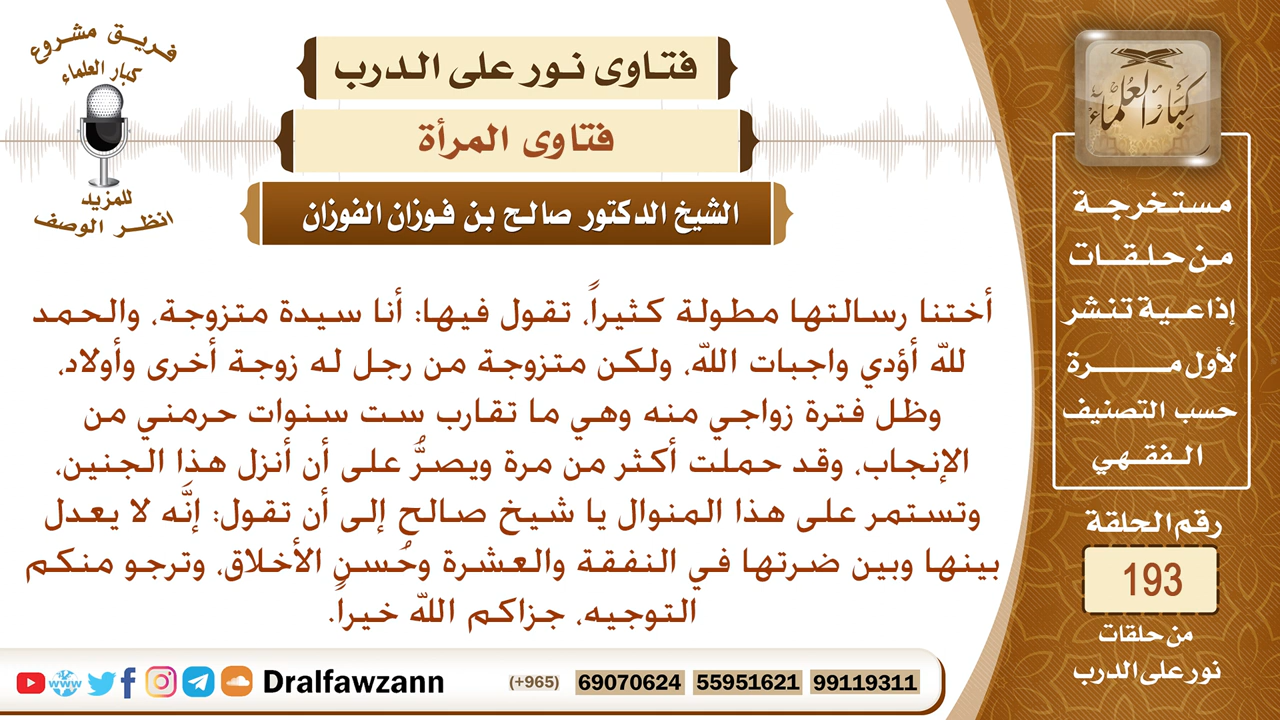 فريق مشروع
كبار العلماء
للمزيد
انظر الوصف
فتاوى نور على الدرب
فتاوى المرأة
الشيخ الدكتور صالح بن فوزان الفوزان
أختنا رسالتها مطولة كثيراً، تقول فيها: أنا سيدة متزوجة، والحمد
لله أؤدي واجبات الله، ولكن متزوجة من رجل له زوجة أخرى وأولاد،
وظل فترة زواجي منه وهي ما تقارب ست سنوات حرمني من
الإنجاب، وقد حملت أكثر من مرة ويصرُّ على أن أنزل هذا الجنين،
وتستمر على هذا المنوال يا شيخ صالح إلى أن تقول: إنَّه لا يعدل
بينها وبين ضرتها في النفقة والعشرة وحُسنٍ الأخلاق، وترجو منكم
التوجيه، جزاكم الله خيراً.
كبار العلماء
مستخرجة
من حلقات
إذاعية تنشر
لأول مرة
حسب التصنيف
الفقهي
رقم الحلقة
193
من حلقات
نور على الدرب
www
Dralfawzann
(+965) 69070624 55951621 99119311